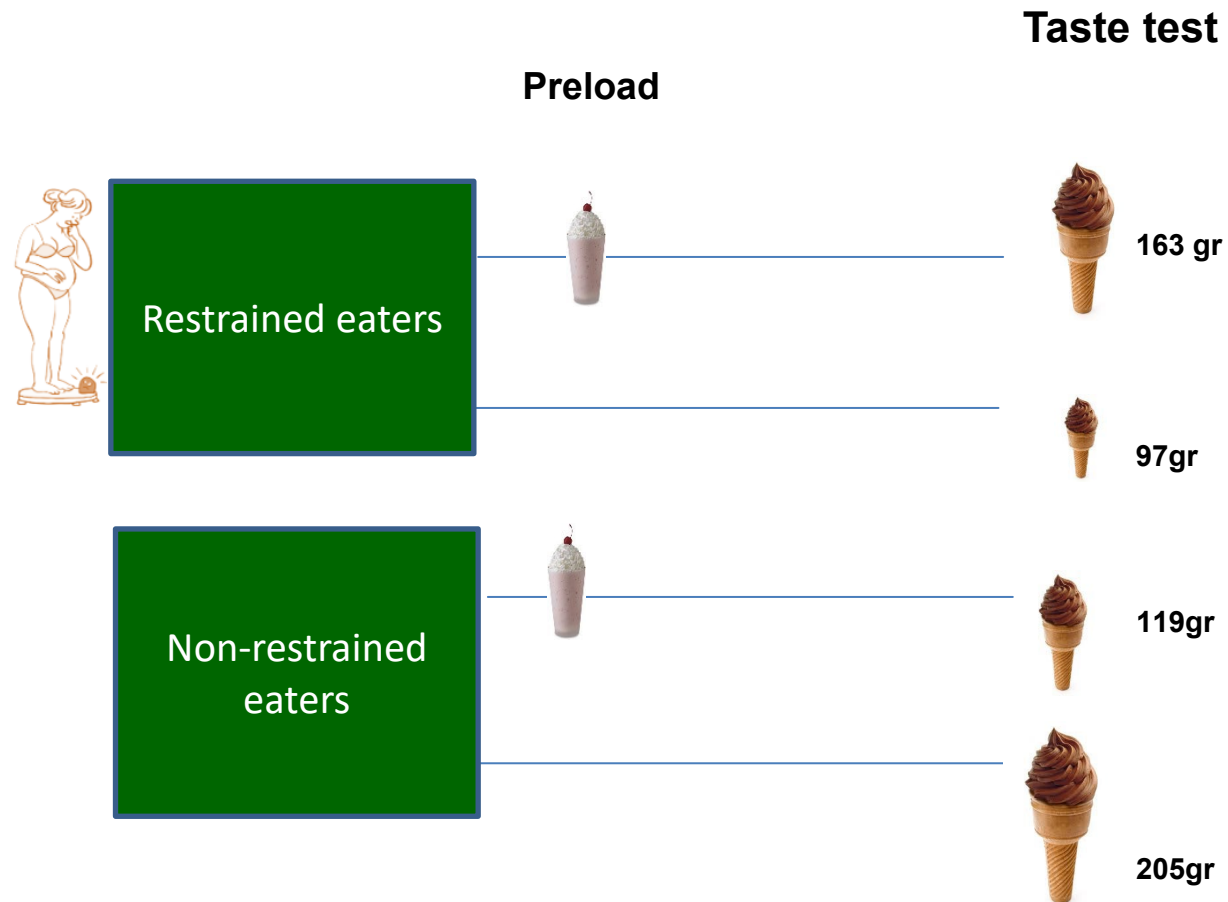 Taste test
Preload
Restrained eaters
163 gr
97gr
Non-restrained
eaters
119gr
205gr